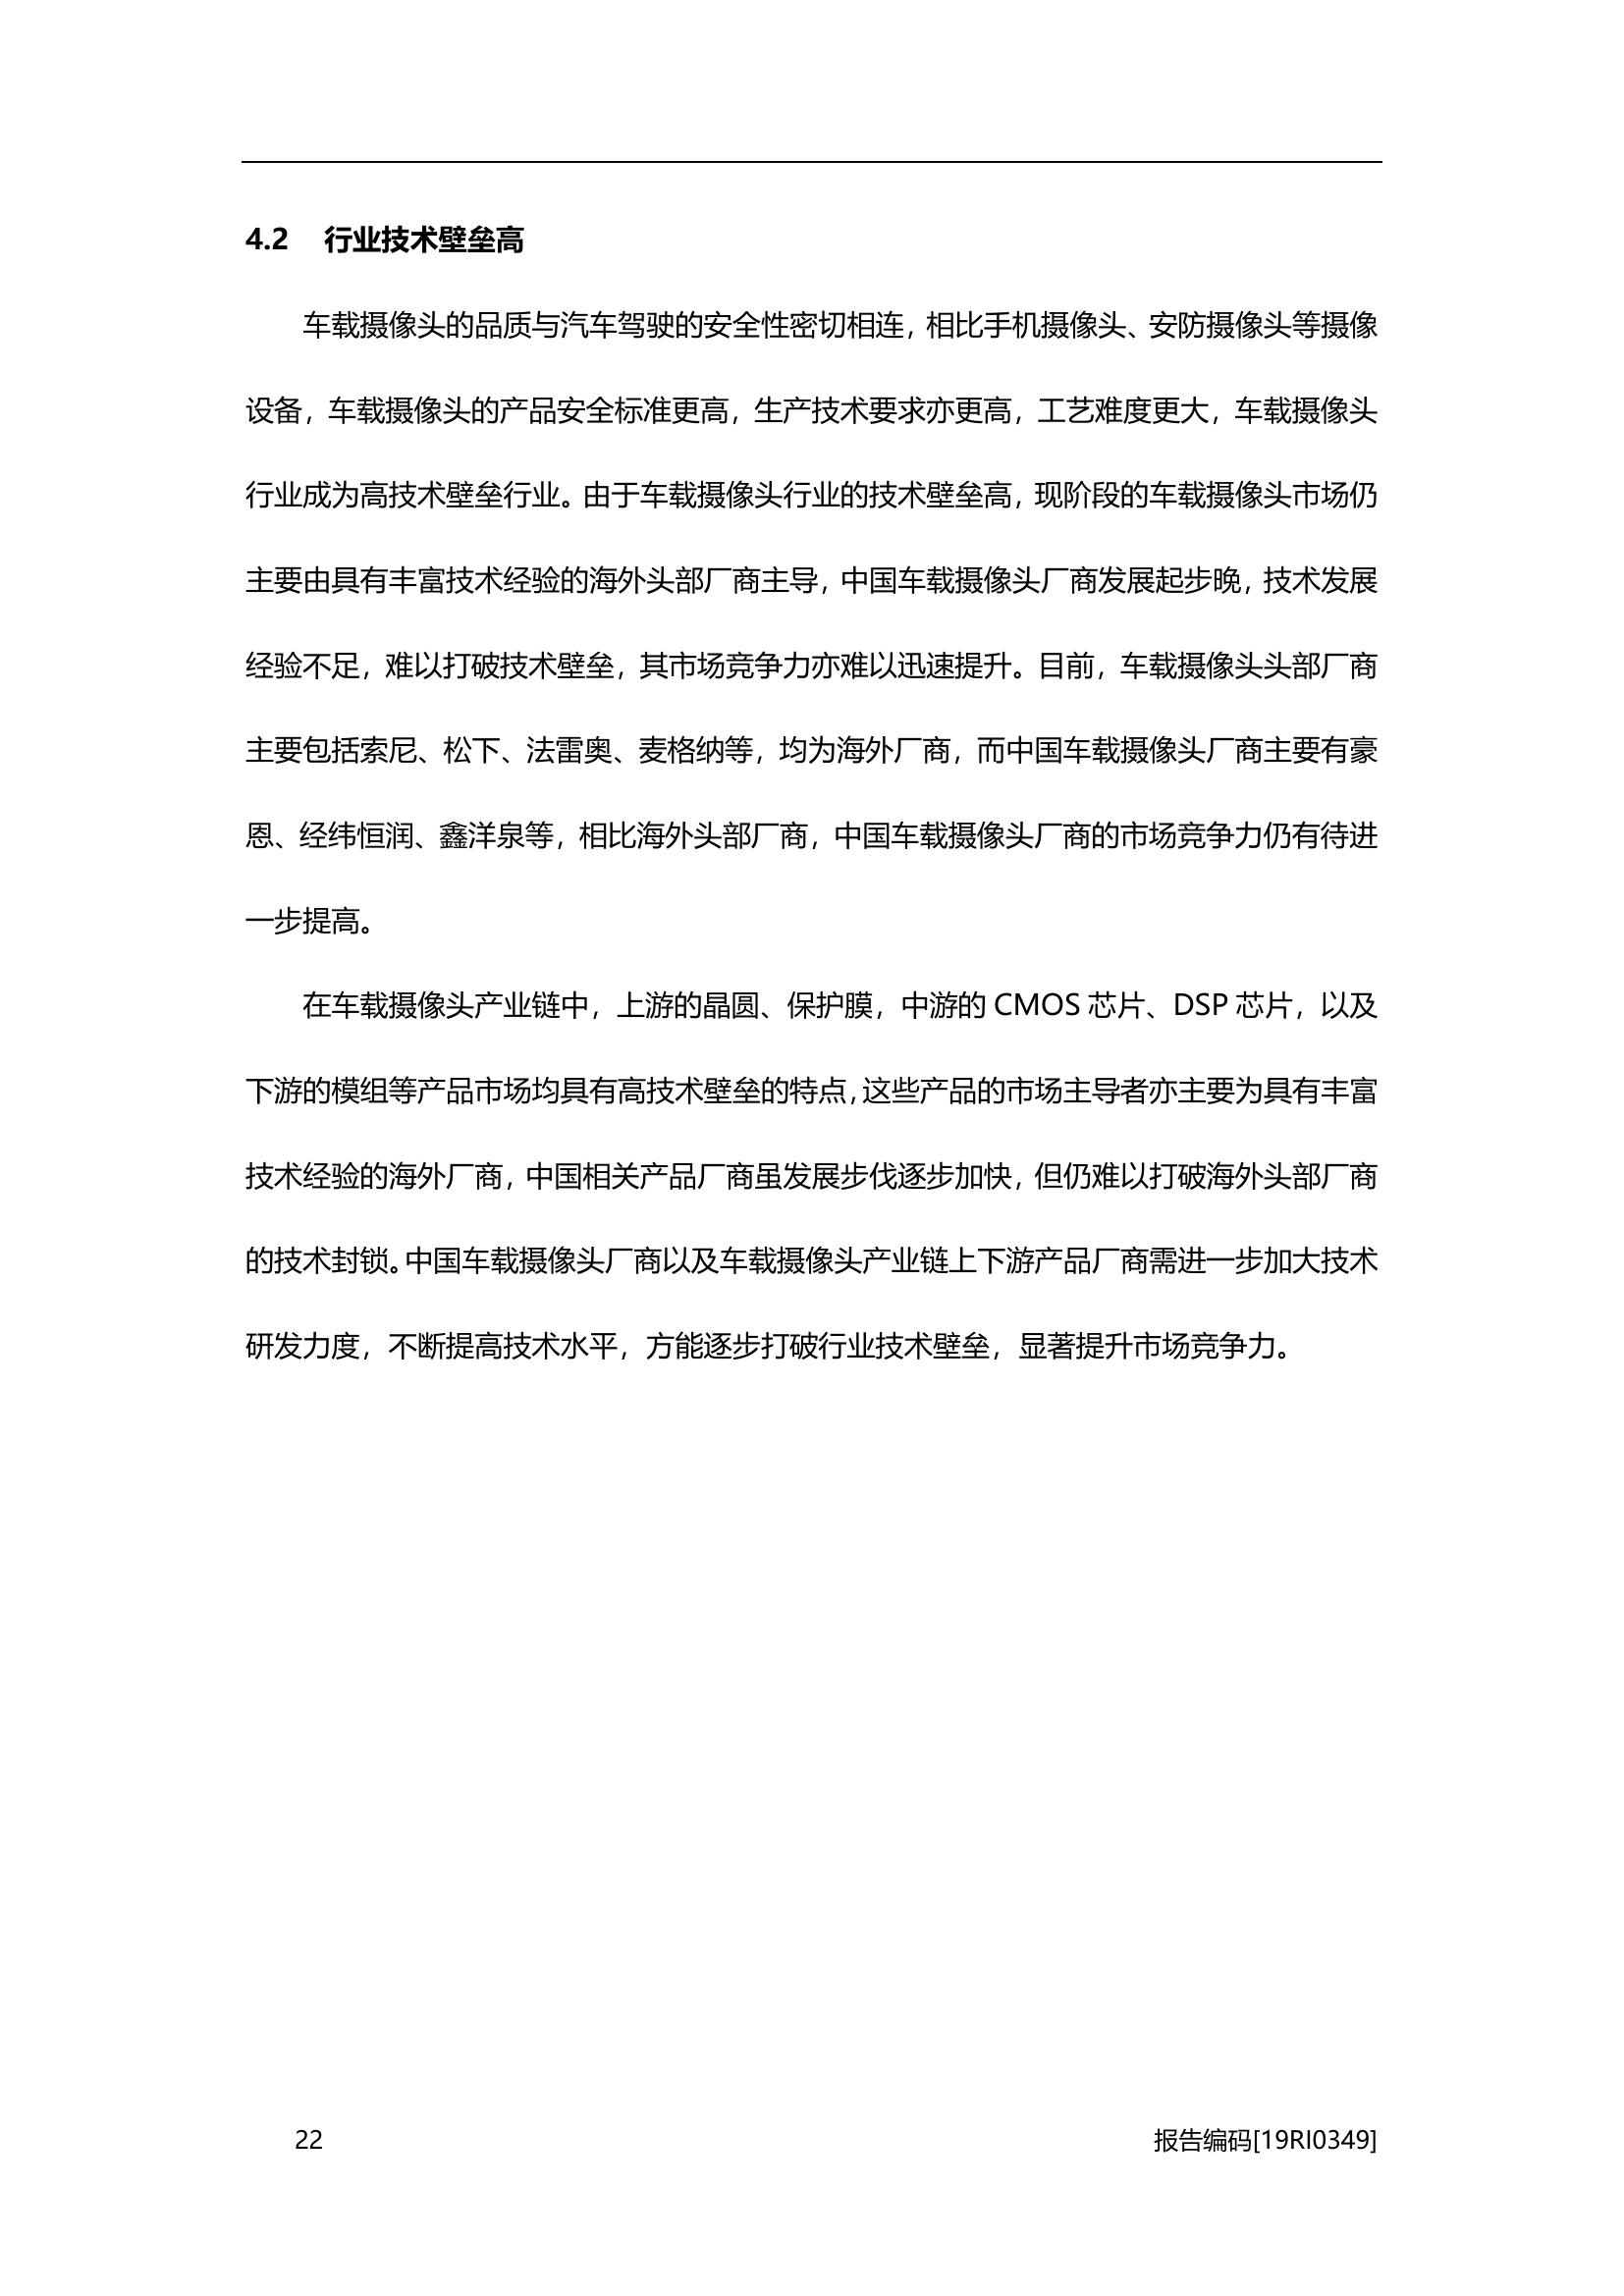 4.2 行业技术壁垒高
车载摄像头的品质与汽车驾驶的安全性密切相连，相比手机摄像头、安防摄像头等摄像
设备，车载摄像头的产品安全标准更高，生产技术要求亦更高，工艺难度更大，车载摄像头
行业成为高技术壁垒行业。由于车载摄像头行业的技术壁垒高，现阶段的车载摄像头市场仍
主要由具有丰富技术经验的海外头部厂商主导，中国车载摄像头厂商发展起步晚，技术发展
经验不足，难以打破技术壁垒，其市场竞争力亦难以迅速提升。目前，车载摄像头头部厂商
主要包括索尼、松下、法雷奥、麦格纳等，均为海外厂商，而中国车载摄像头厂商主要有豪
恩、经纬恒润、鑫洋泉等，相比海外头部厂商，中国车载摄像头厂商的市场竞争力仍有待进
一步提高。
在车载摄像头产业链中，上游的晶圆、保护膜，中游的 CMOS 芯片、DSP 芯片，以及
下游的模组等产品市场均具有高技术壁垒的特点，这些产品的市场主导者亦主要为具有丰富
技术经验的海外厂商，中国相关产品厂商虽发展步伐逐步加快，但仍难以打破海外头部厂商
的技术封锁。中国车载摄像头厂商以及车载摄像头产业链上下游产品厂商需进一步加大技术
研发力度，不断提高技术水平，方能逐步打破行业技术壁垒，显著提升市场竞争力。
22 报告编码[19RI0349]